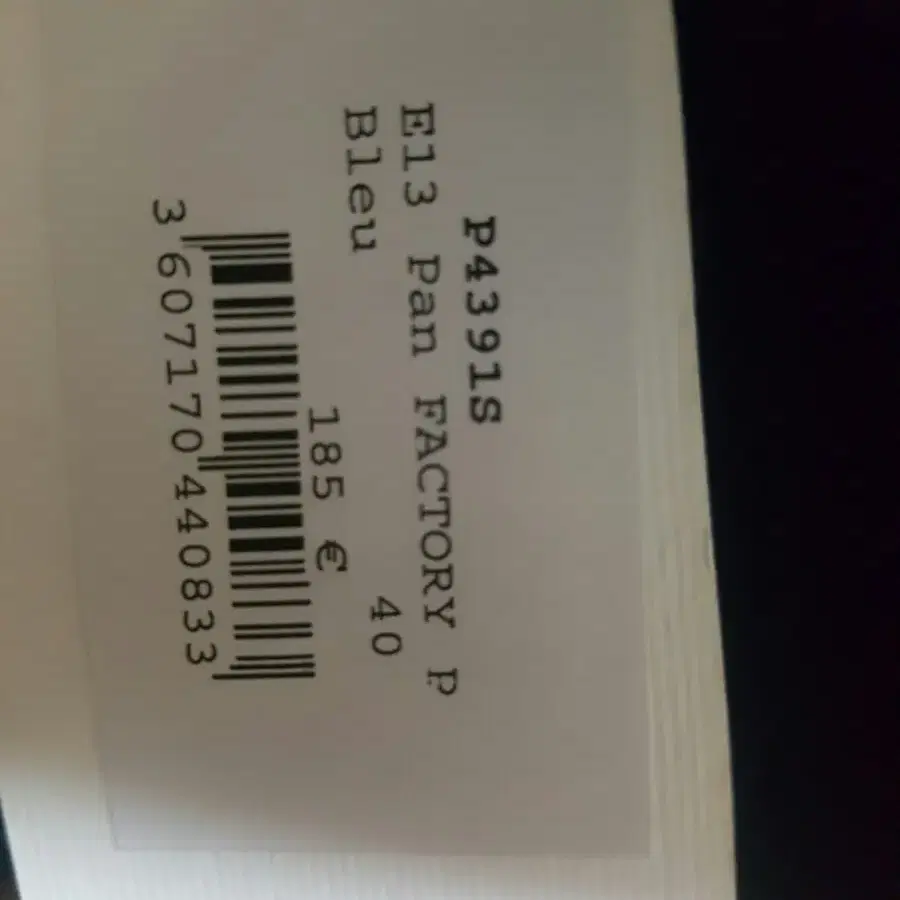 P4391S
E13 Pan FACTORY P
Bleu 40
185 €
3 607170 440833